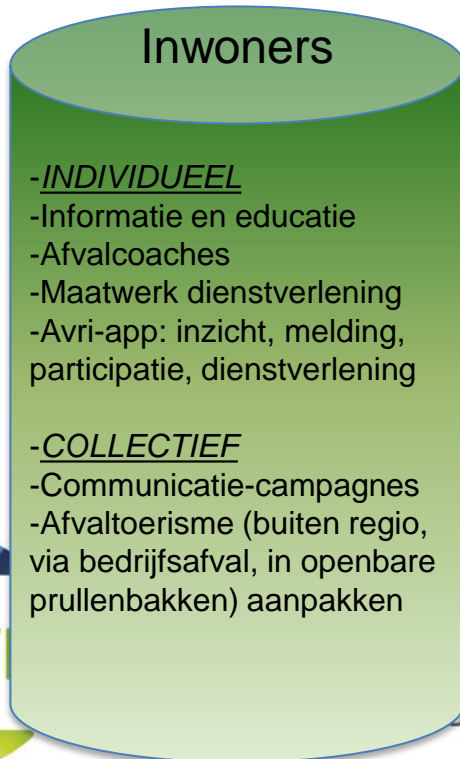 Inwoners
-INDIVIDUEEL
-Informatie en educatie
-Afvalcoaches
-Maatwerk dienstverlening
-Avri-app: inzicht, melding,
participatie, dienstverlening
-COLLECTIEF
-Communicatie-campagnes
-Afvaltoerisme (buiten regio,
via bedrijfsafval, in openbare
prullenbakken) aanpakken